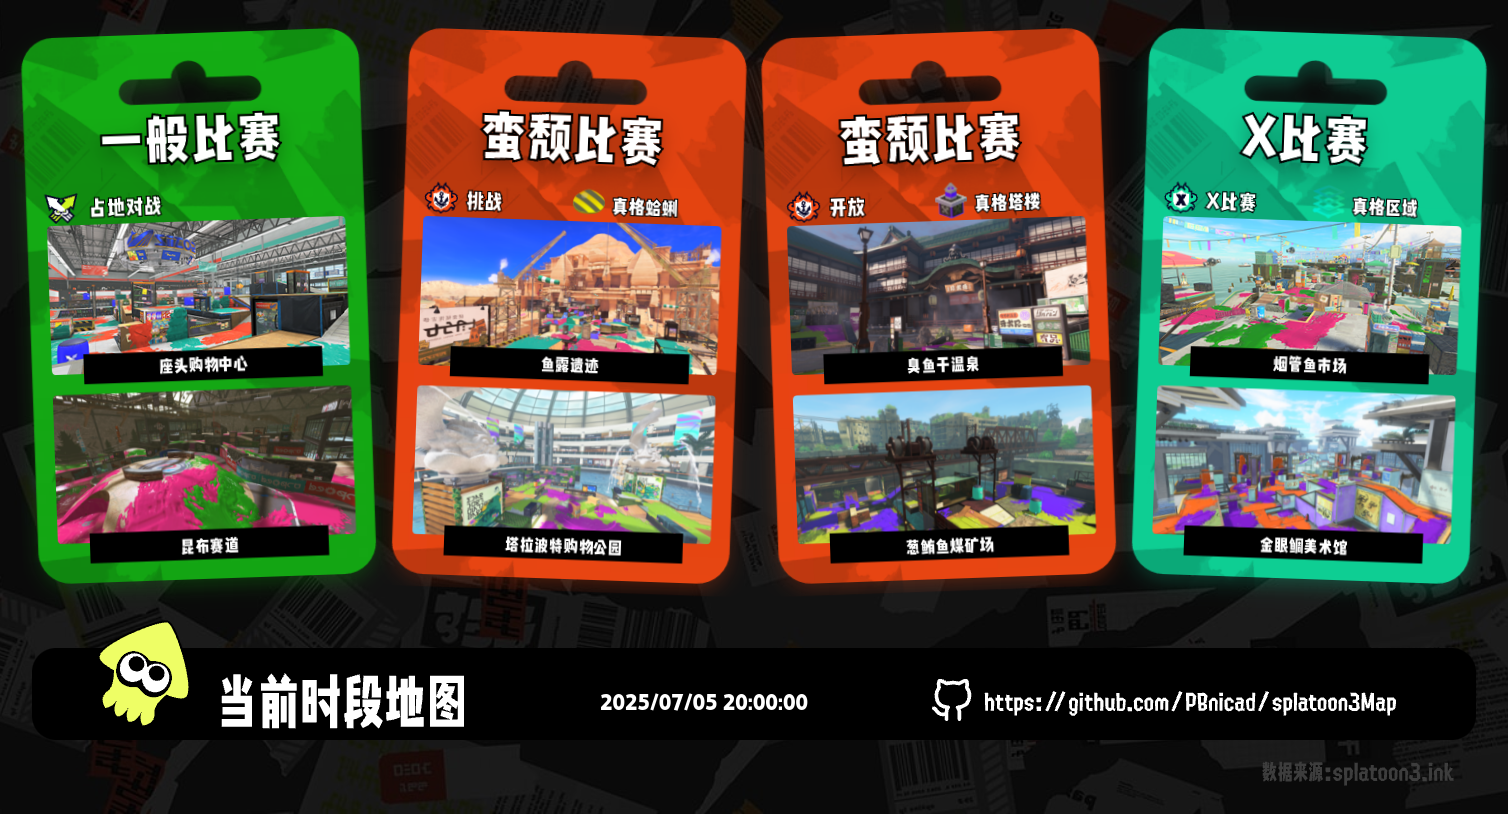 一般比赛
占地对战
座头购物中心
昆布赛道
蛮颓比赛
挑战
真格蛤蜊
鱼露遗迹
塔拉波特购物公园
蛮颓比赛
开放
真格塔楼
臭鱼干温泉
葱鲔鱼煤矿场
X比赛
X比赛
真格区域
烟管鱼市场
金眼鲷美术馆
当前时段地图
2025/07/05 20:00:00
https://github.com/PBnicad/splatoon3Map
数据来源:splatoon3.ink